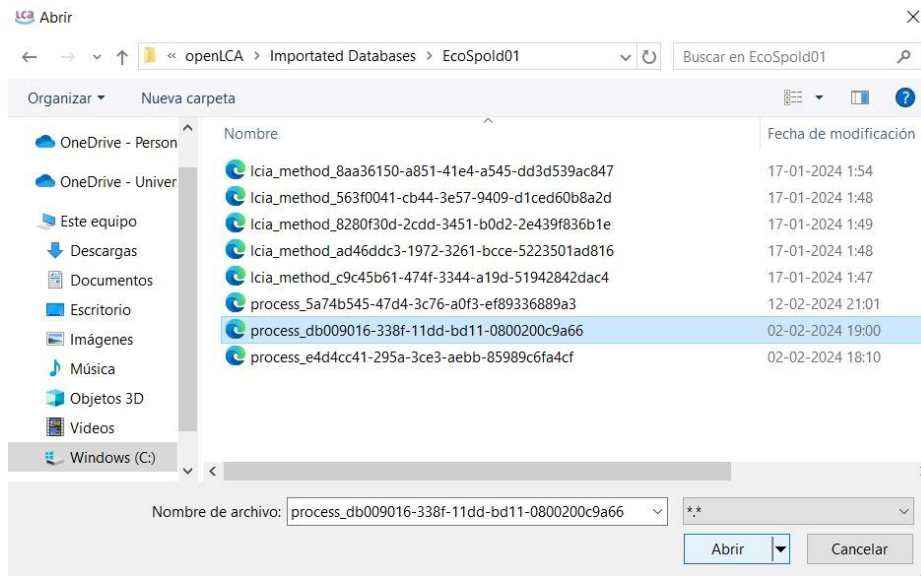 LCA Abrir
« openLCA > Importated Databases > EcoSpold01
Buscar en EcoSpold01
Organizar
Nueva carpeta
OneDrive - Person
OneDrive - Univer
Este equipo
Descargas
Documentos
Escritorio
Imágenes
Música
Objetos 3D
Videos
Windows (C:)
Nombre
Fecha de modificación
lcia_method_8aa36150-a851-41e4-a545-dd3d539ac847 17-01-2024 1:54
lcia_method_563f0041-cb44-3e57-9409-d1ced60b8a2d 17-01-2024 1:48
lcia_method_8280f30d-2cdd-3451-b0d2-2e439f836b1e 17-01-2024 1:49
lcia_method_ad46ddc3-1972-3261-bcce-5223501ad816 17-01-2024 1:48
lcia_method_c9c45b61-474f-3344-a19d-51942842dac4 17-01-2024 1:47
process_5a74b545-47d4-3c76-a0f3-ef89336889a3 12-02-2024 21:01
process_db009016-338f-11dd-bd11-0800200c9a66 02-02-2024 19:00
process_e4d4cc41-295a-3ce3-aebb-85989c6fa4cf 02-02-2024 18:10
Nombre de archivo: process_db009016-338f-11dd-bd11-0800200c9a66
*.*
Abrir
Cancelar